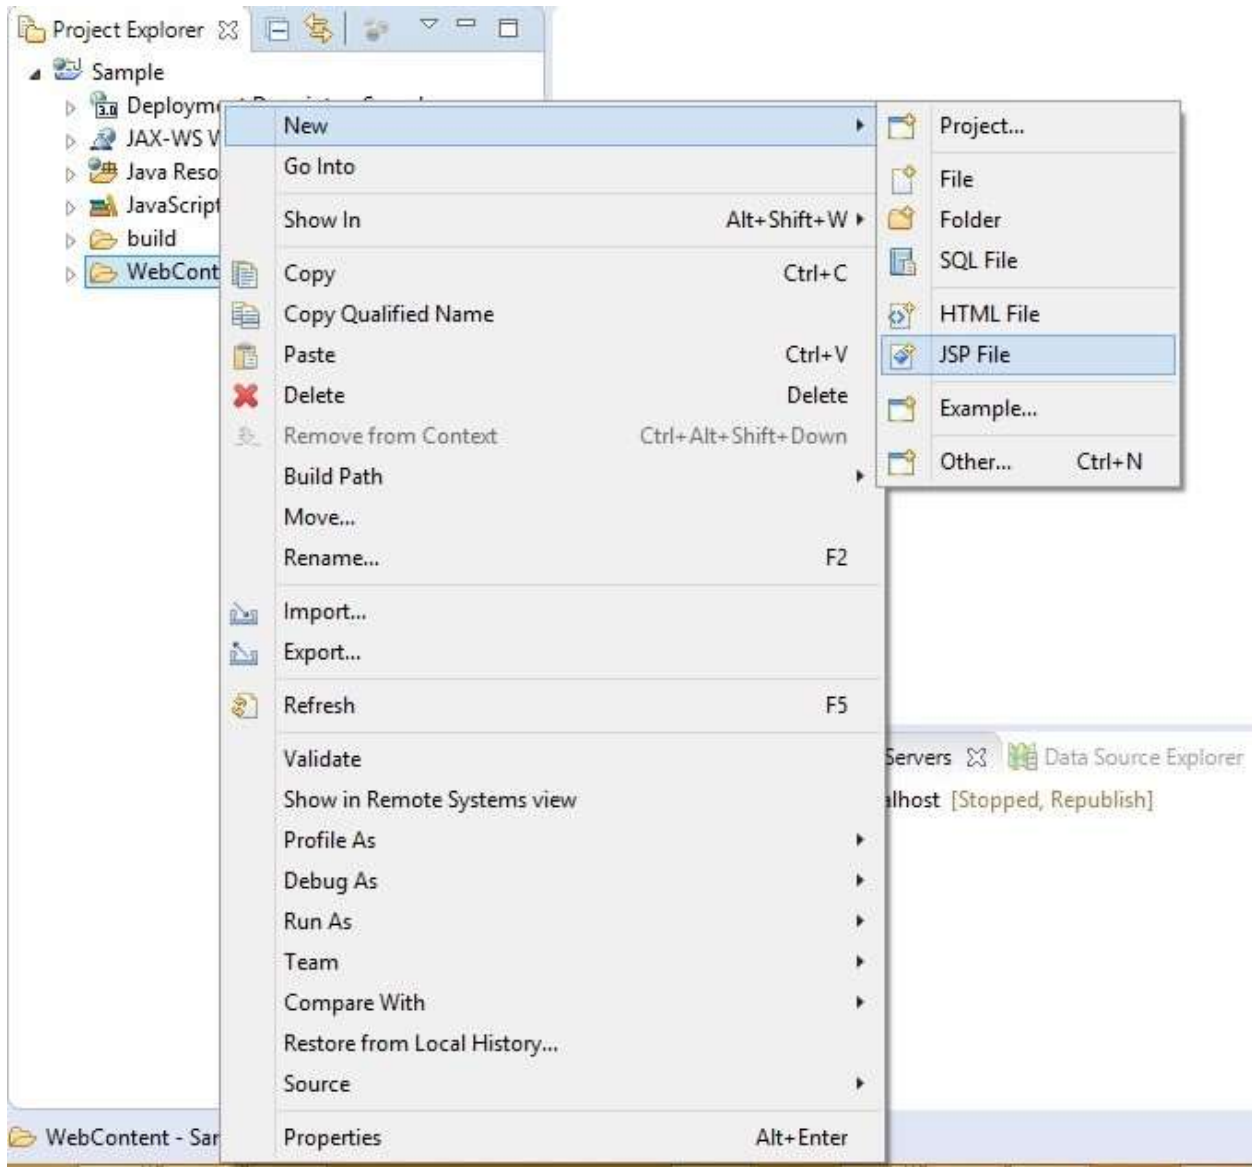 Project Explorer
Sample
3.0
Deploym
JAX-WS
Java Reso
JavaScript
build
WebCont
New
Go Into
Show In Alt+Shift+W
Copy Ctrl+C
Copy Qualified Name
Paste Ctrl+V
Delete Delete
Remove from Context Ctrl+Alt+Shift+Down
Build Path
Move...
Rename... F2
Import...
Export...
Refresh F5
Validate
Show in Remote Systems view
Profile As
Debug As
Run As
Team
Compare With
Restore from Local History...
Source
Properties Alt+Enter
Project...
File
Folder
SQL File
HTML File
JSP File
Example...
Other... Ctrl+N
Servers Data Source Explorer
alhost [Stopped, Republish]
WebContent - Sar